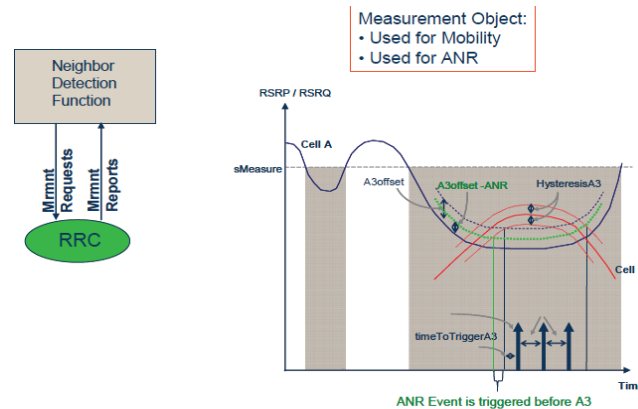 Measurement Object:
• Used for Mobility
• Used for ANR
Neighbor
Detection
Function
Mrmnt
Requests
Mrmnt
Reports
RRC
RSRP / RSRQ
Cell A
sMeasure
A3offset
A3offset -ANR
HysteresisA3
Cell
timeToTriggerA3
Tim
ANR Event is triggered before A3